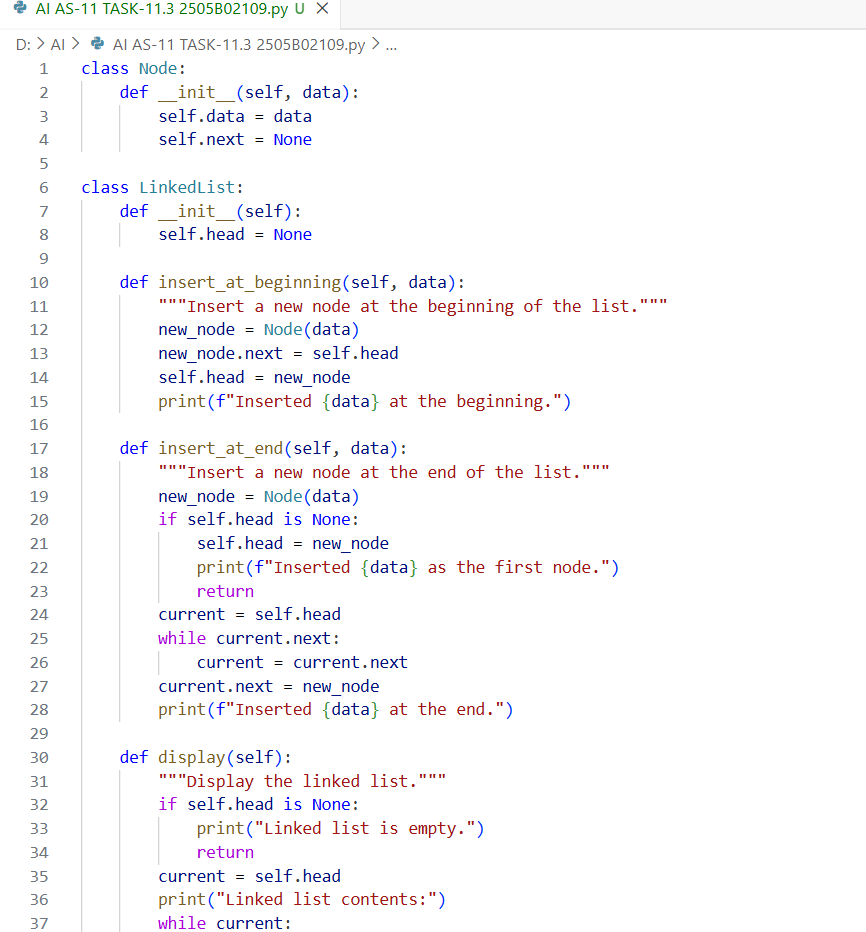 AI AS-11 TASK-11.3 2505B02109.py U
D: > AI > AI AS-11 TASK-11.3 2505B02109.py > ...
1 class Node:
2     def __init__(self, data):
3         self.data = data
4         self.next = None
5
6 class LinkedList:
7     def __init__(self):
8         self.head = None
9
10     def insert_at_beginning(self, data):
11         """Insert a new node at the beginning of the list."""
12         new_node = Node(data)
13         new_node.next = self.head
14         self.head = new_node
15         print(f"Inserted {data} at the beginning.")
16
17     def insert_at_end(self, data):
18         """Insert a new node at the end of the list."""
19         new_node = Node(data)
20         if self.head is None:
21             self.head = new_node
22             print(f"Inserted {data} as the first node.")
23             return
24         current = self.head
25         while current.next:
26             current = current.next
27         current.next = new_node
28         print(f"Inserted {data} at the end.")
29
30     def display(self):
31         """Display the linked list."""
32         if self.head is None:
33             print("Linked list is empty.")
34             return
35         current = self.head
36         print("Linked list contents:")
37         while current: